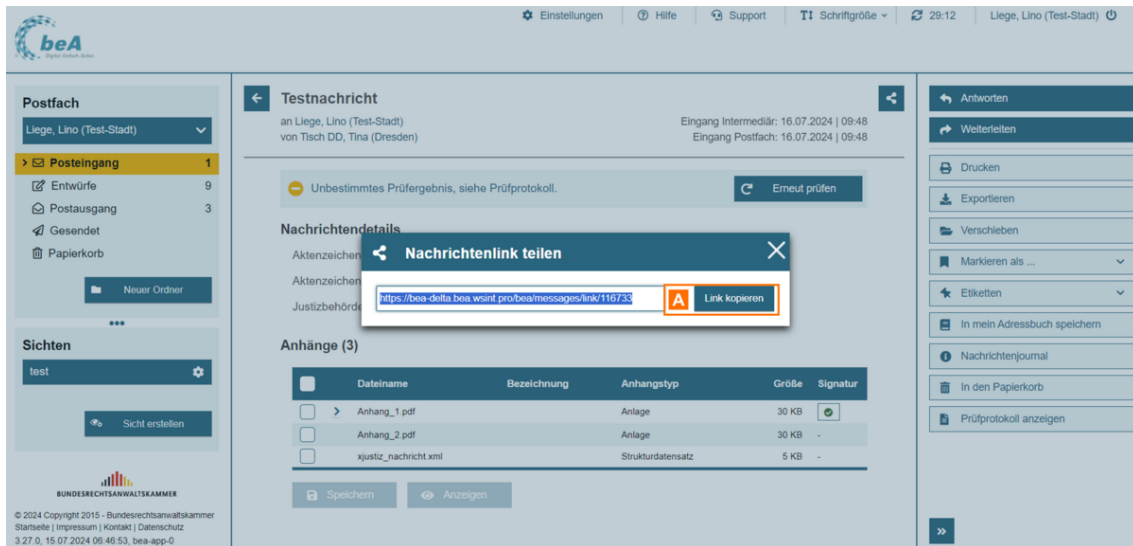 Einstellungen
Hilfe
Support
Schriftgröße
29:12
Liege, Lino (Test-Stadt)
beA
Digital. Einfach. Sicher.
Postfach
Liege, Lino (Test-Stadt)
Posteingang 1
Entwürfe 9
Postausgang 3
Gesendet
Papierkorb
Neuer Ordner
Sichten
test
Sicht erstellen
BUNDESRECHTSANWALTSKAMMER
© 2024 Copyright 2015 - Bundesrechtsanwaltskammer
Startseite | Impressum | Kontakt | Datenschutz
3.27.0, 15.07.2024 06:46:53, bea-app-0
Testnachricht
an Liege, Lino (Test-Stadt)
von Tisch DD, Tina (Dresden)
Eingang Intermediär: 16.07.2024 | 09:48
Eingang Postfach: 16.07.2024 | 09:48
Unbestimmtes Prüfergebnis, siehe Prüfprotokoll.
Erneut prüfen
Nachrichtendetails
Aktenzeichen
Aktenzeichen
Justizbehörde
Nachrichtenlink teilen
https://bea-delta.bea.wsint.pro/bea/messages/link/116733
A
Link kopieren
Anhänge (3)
Dateiname Bezeichnung Anhangstyp Größe Signatur
Anhang_1.pdf Anlage 30 KB
Anhang_2.pdf Anlage 30 KB -
xjustiz_nachricht.xml Strukturdatensatz 5 KB -
Speichern
Anzeigen
Antworten
Weiterleiten
Drucken
Exportieren
Verschieben
Markieren als ...
Etiketten
In mein Adressbuch speichern
Nachrichtenjournal
In den Papierkorb
Prüfprotokoll anzeigen